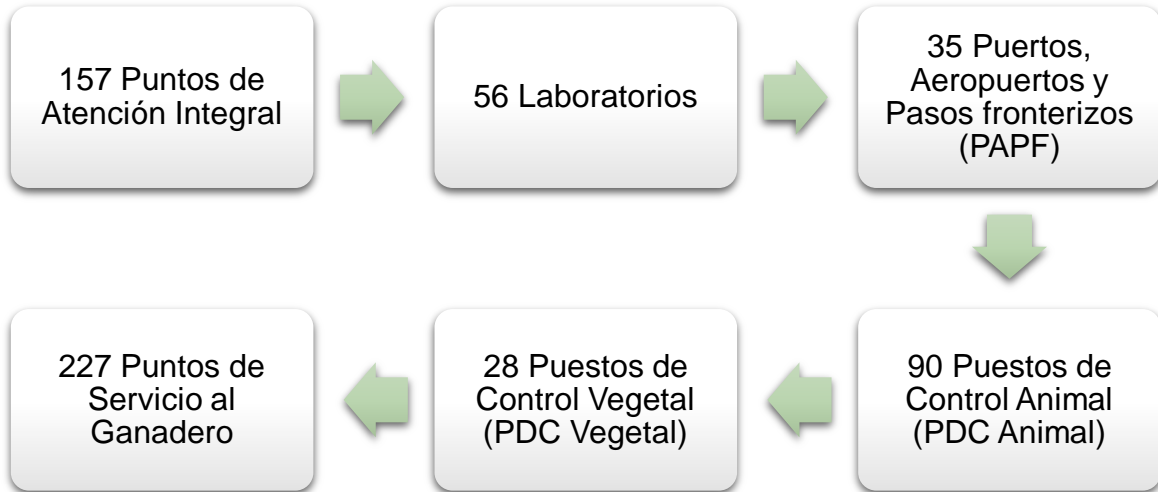 157 Puntos de
Atención Integral
56 Laboratorios
35 Puertos,
Aeropuertos y
Pasos fronterizos
(PAPF)
90 Puestos de
Control Animal
(PDC Animal)
28 Puestos de
Control Vegetal
(PDC Vegetal)
227 Puntos de
Servicio al
Ganadero